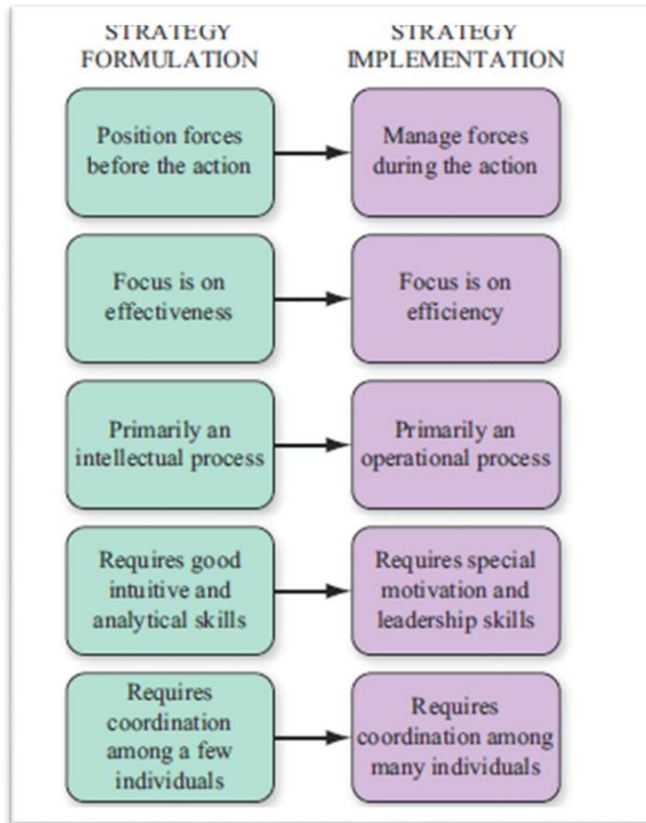 STRATEGY
FORMULATION
STRATEGY
IMPLEMENTATION
Position forces
before the action
Manage forces
during the action
Focus is on
effectiveness
Focus is on
efficiency
Primarily an
intellectual process
Primarily an
operational process
Requires good
intuitive and
analytical skills
Requires special
motivation and
leadership skills
Requires
coordination
among a few
individuals
Requires
coordination among
many individuals